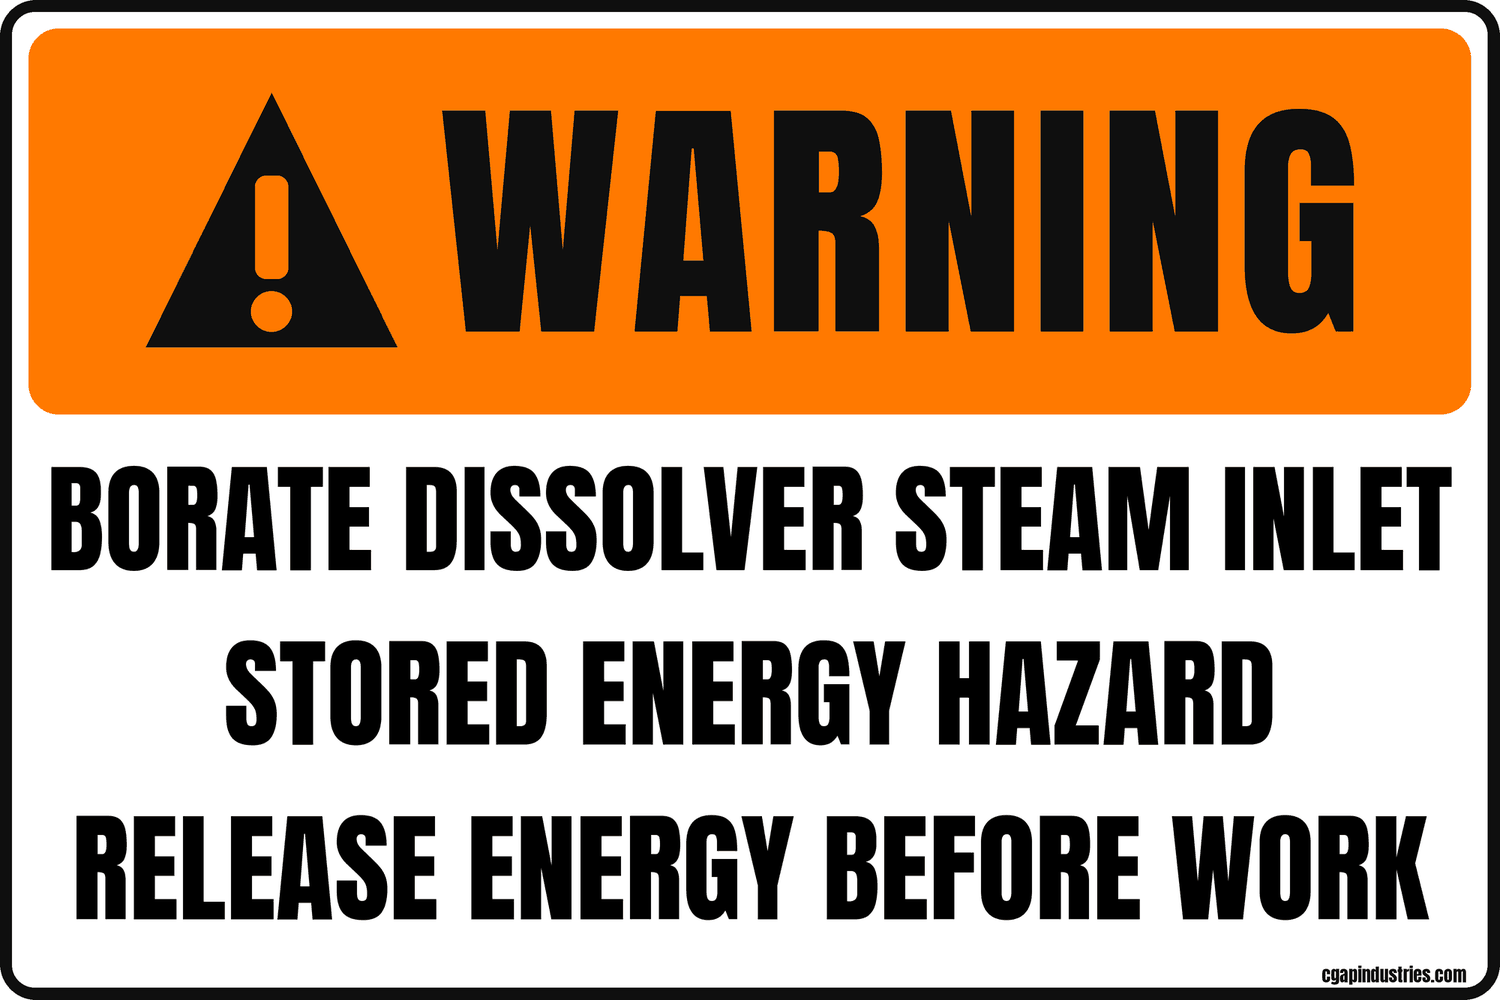 WARNING
BORATE DISSOLVER STEAM INLET
STORED ENERGY HAZARD
RELEASE ENERGY BEFORE WORK
cgapindustries.com